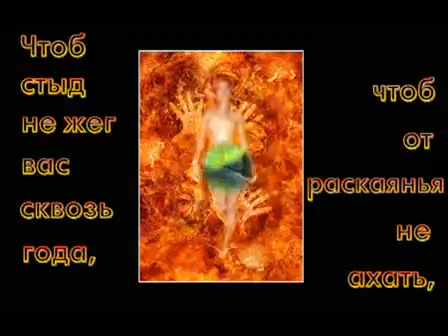 Чтоб
стыд
не жег
вас
сквозь
года,
чтоб
от
раскаянья
не
ахать,